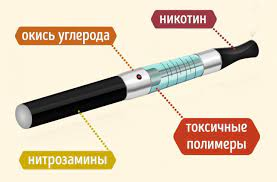 окись углерода
никотин
токсичные
полимеры
нитрозамины